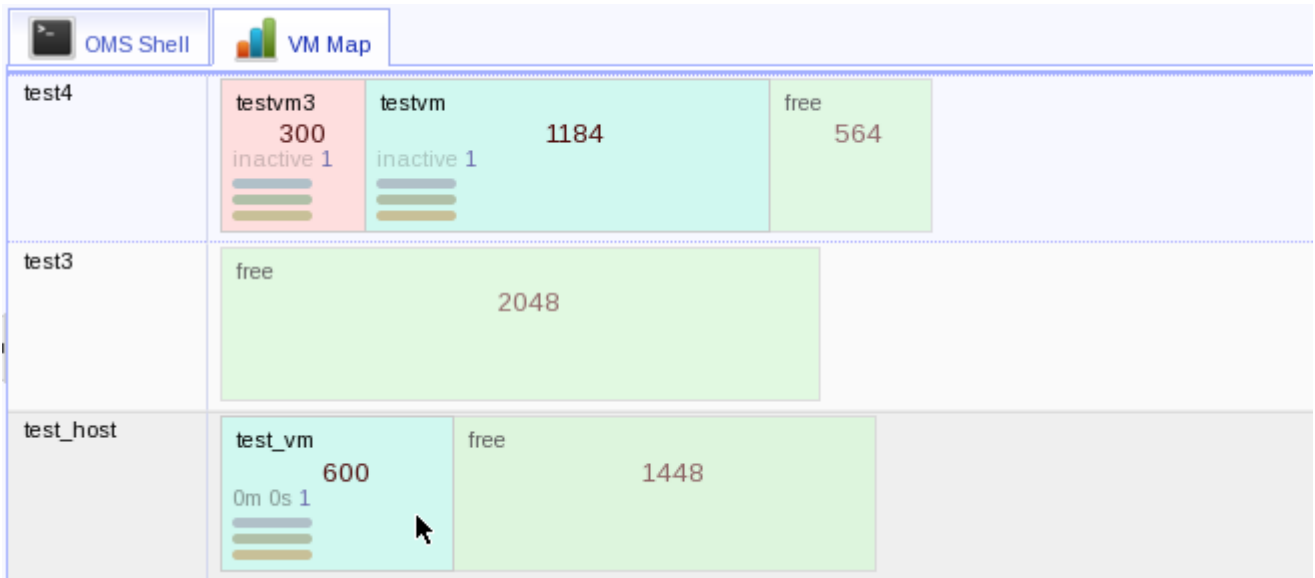 OMS Shell VM Map
test4 testvm3 testvm free
300 1184 564
inactive 1 inactive 1
test3 free
2048
test_host test_vm free
600 1448
0m 0s 1